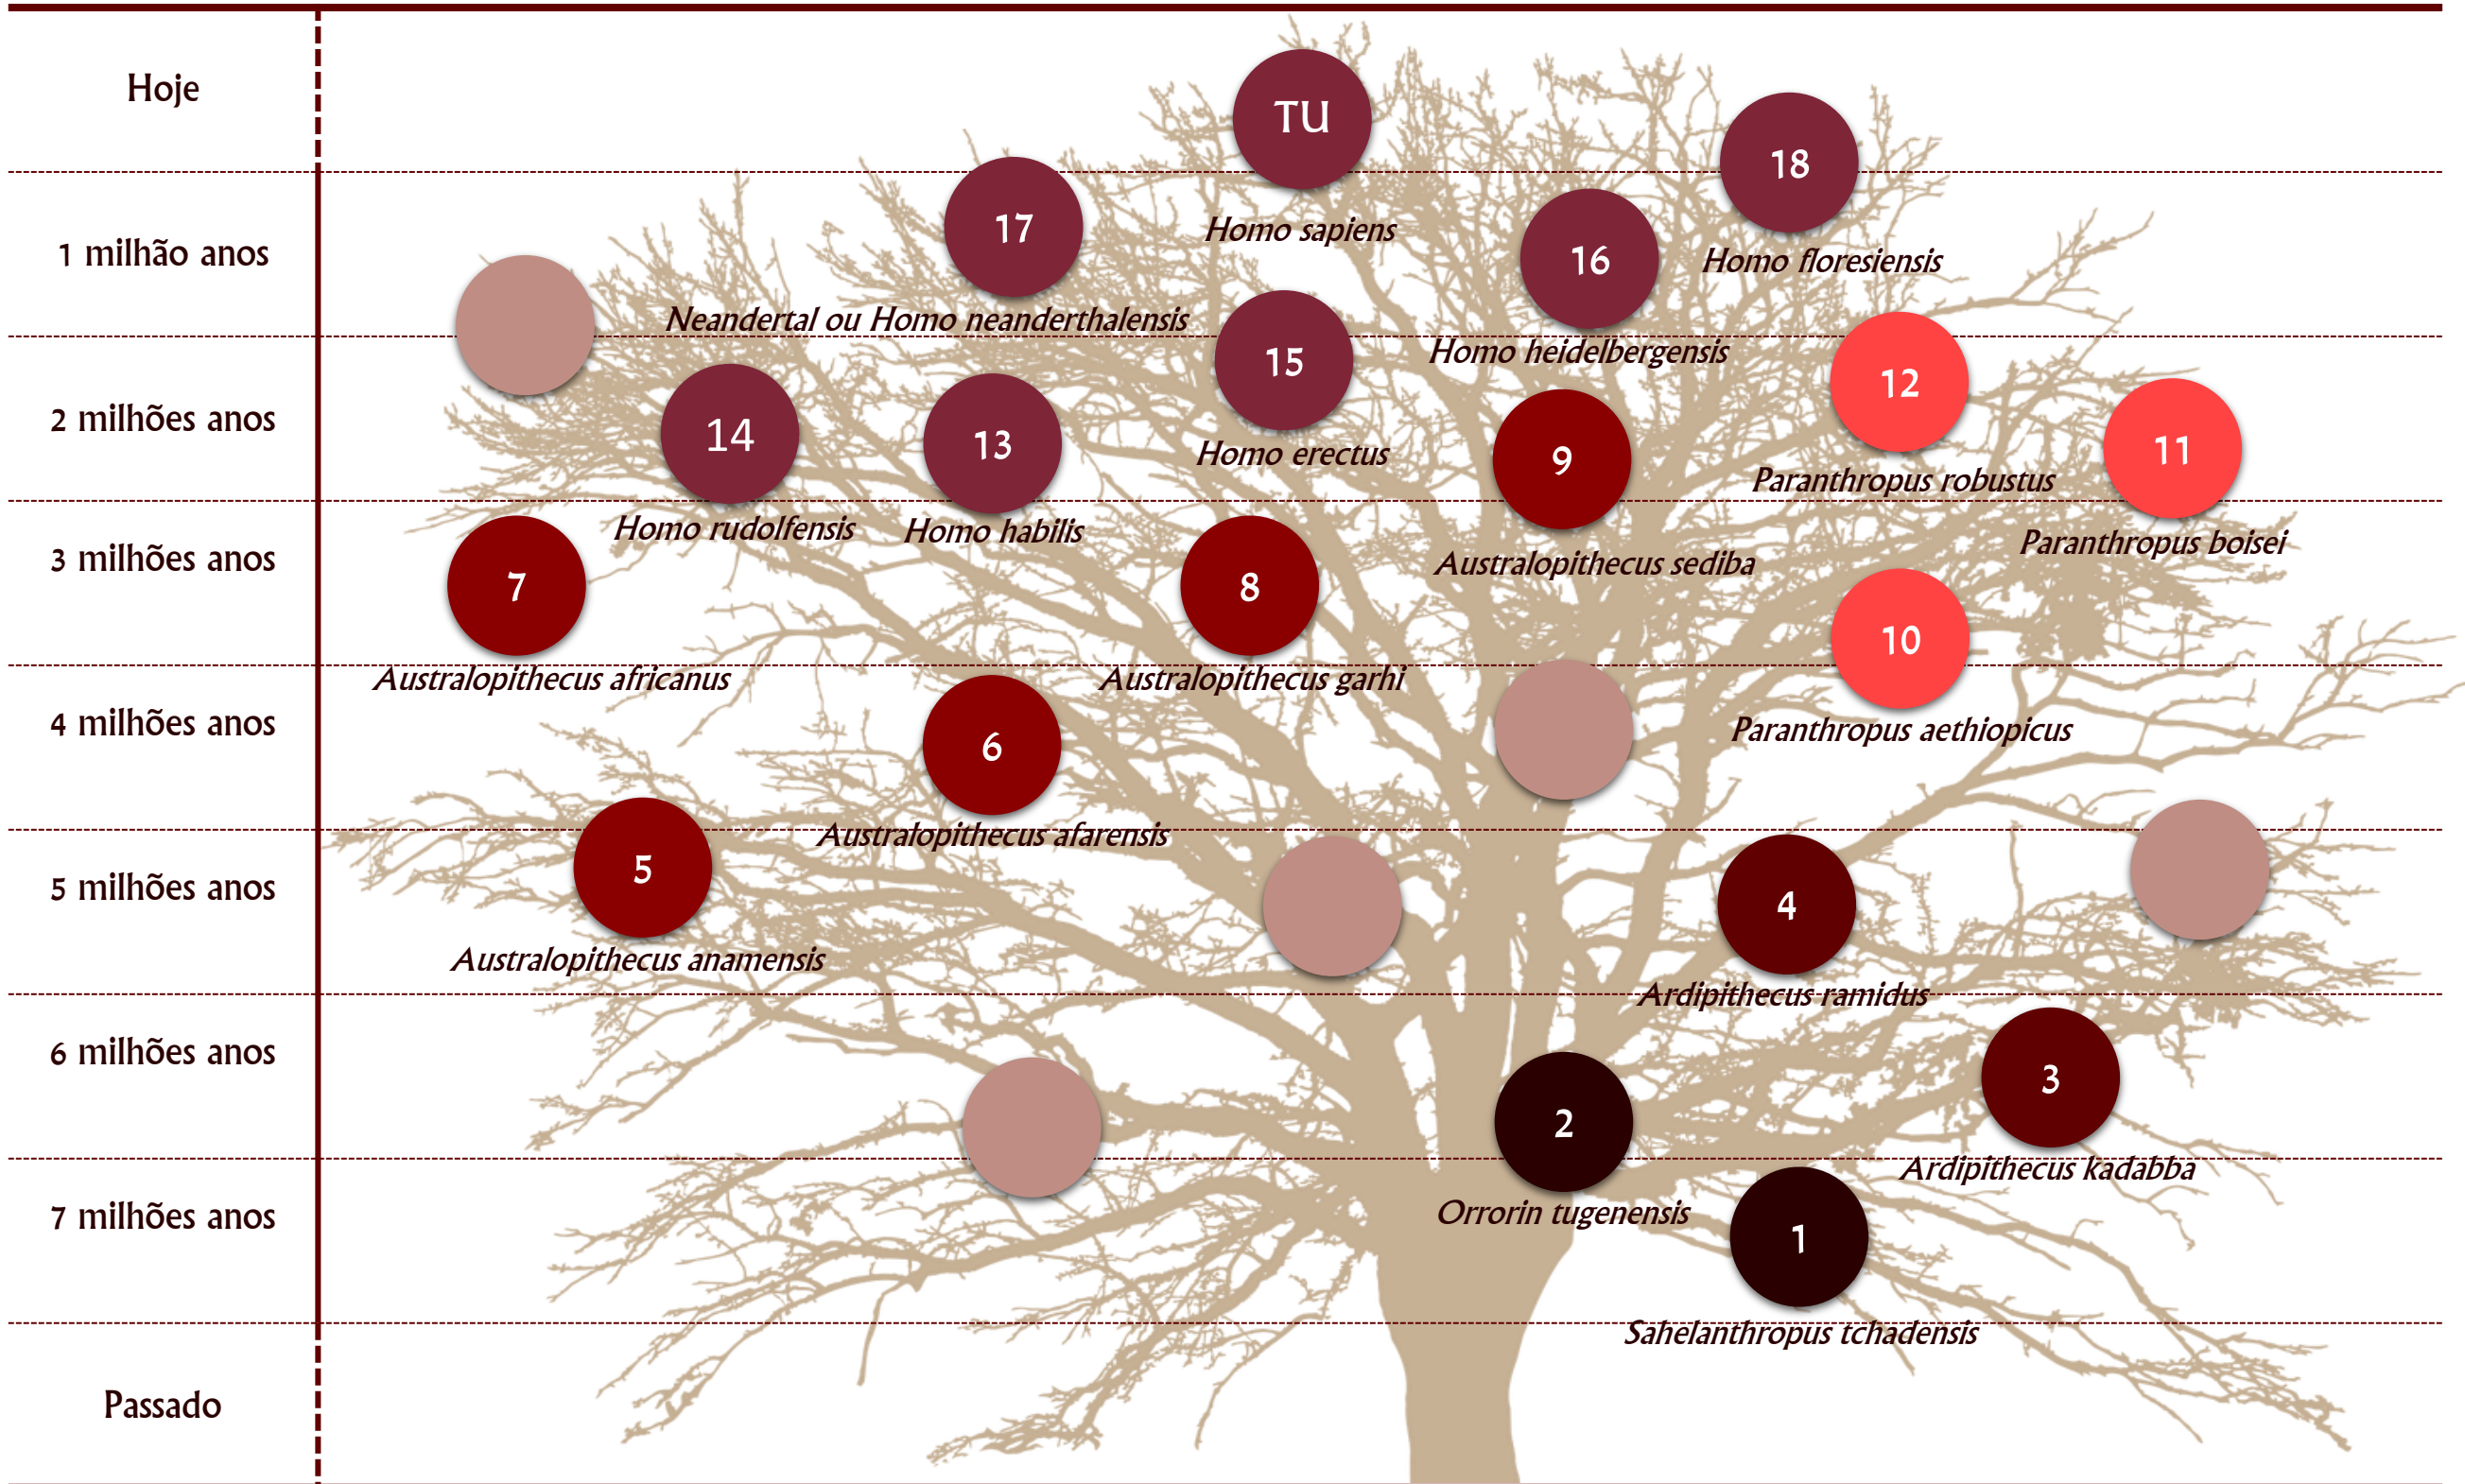 Hoje
TU
18
17
Homo sapiens
1 milhão anos
16
Homo floresiensis
Neandertal ou Homo neanderthalensis
15
Homo heidelbergensis
12
2 milhões anos
14
13
Homo erectus
9
11
Paranthropus robustus
Homo rudolfensis
Homo habilis
Paranthropus boisei
3 milhões anos
7
8
Australopithecus sediba
10
Australopithecus africanus
Australopithecus garhi
4 milhões anos
6
Paranthropus aethiopicus
Australopithecus afarensis
5 milhões anos
5
4
Australopithecus anamensis
Ardipithecus ramidus
6 milhões anos
3
2
Ardipithecus kadabba
7 milhões anos
Orrorin tugenensis
1
Sahelanthropus tchadensis
Passado